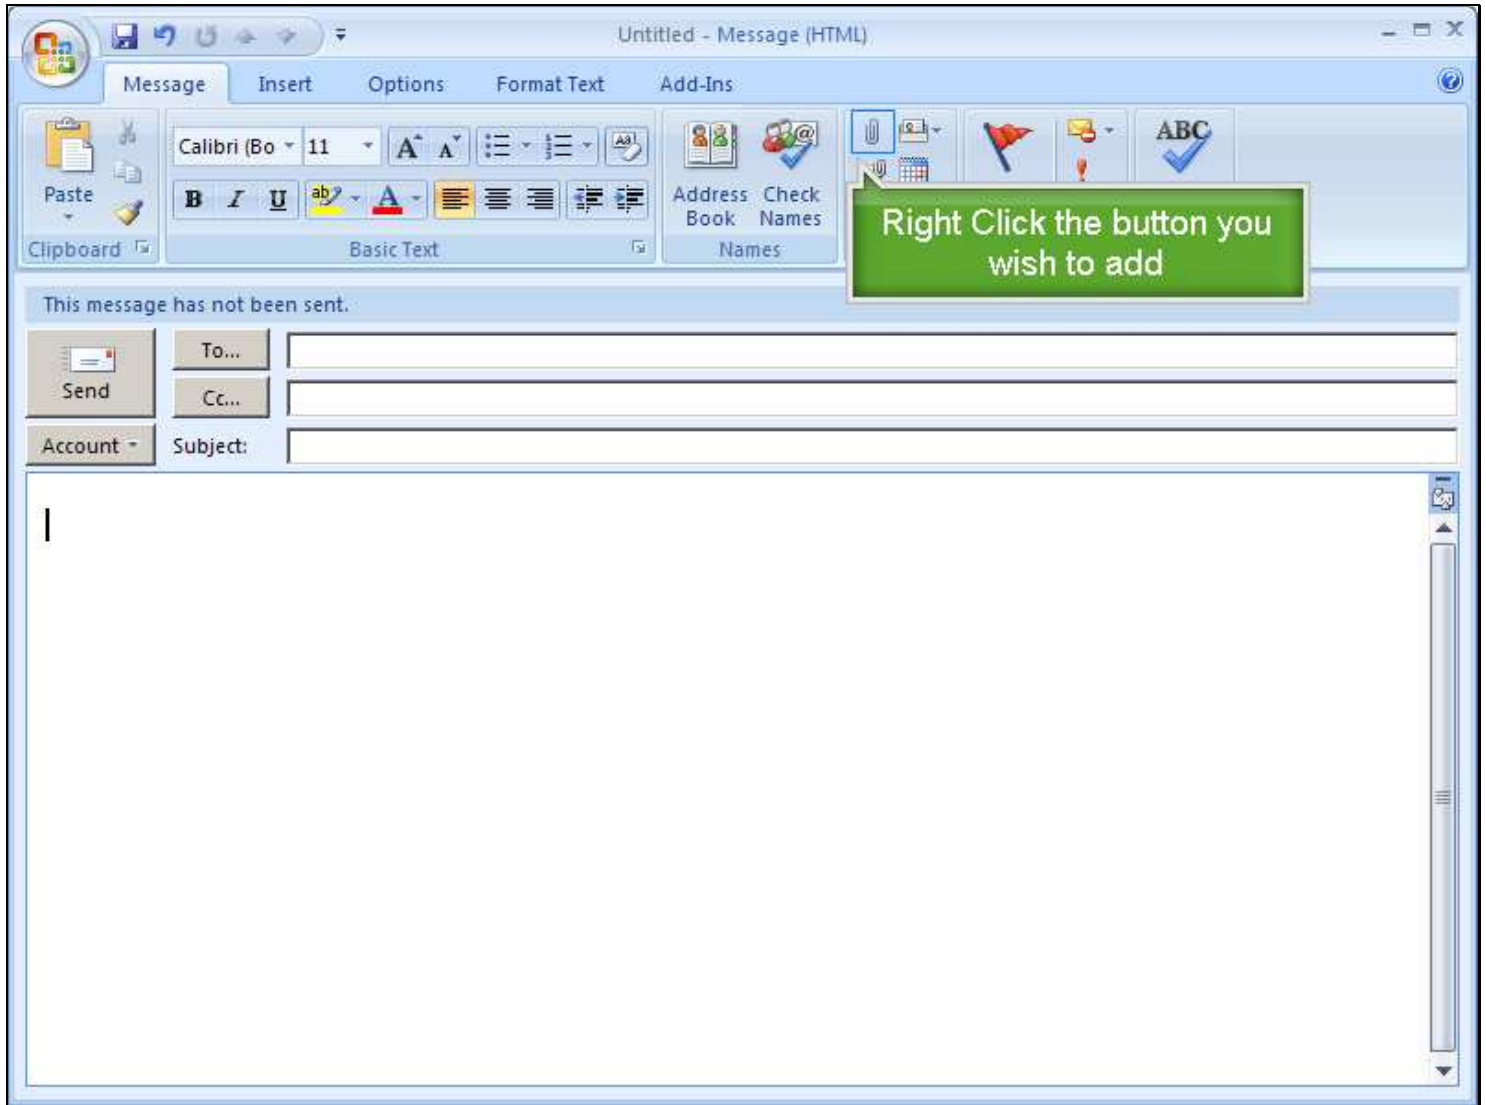 Untitled - Message (HTML)
Message Insert Options Format Text Add-Ins
Calibri (Bo 11 A A Aa ABC
Paste B I U ab A Address Book Check Names
Clipboard Basic Text Names
Right Click the button you
wish to add
This message has not been sent.
Send To...
Cc...
Account Subject: